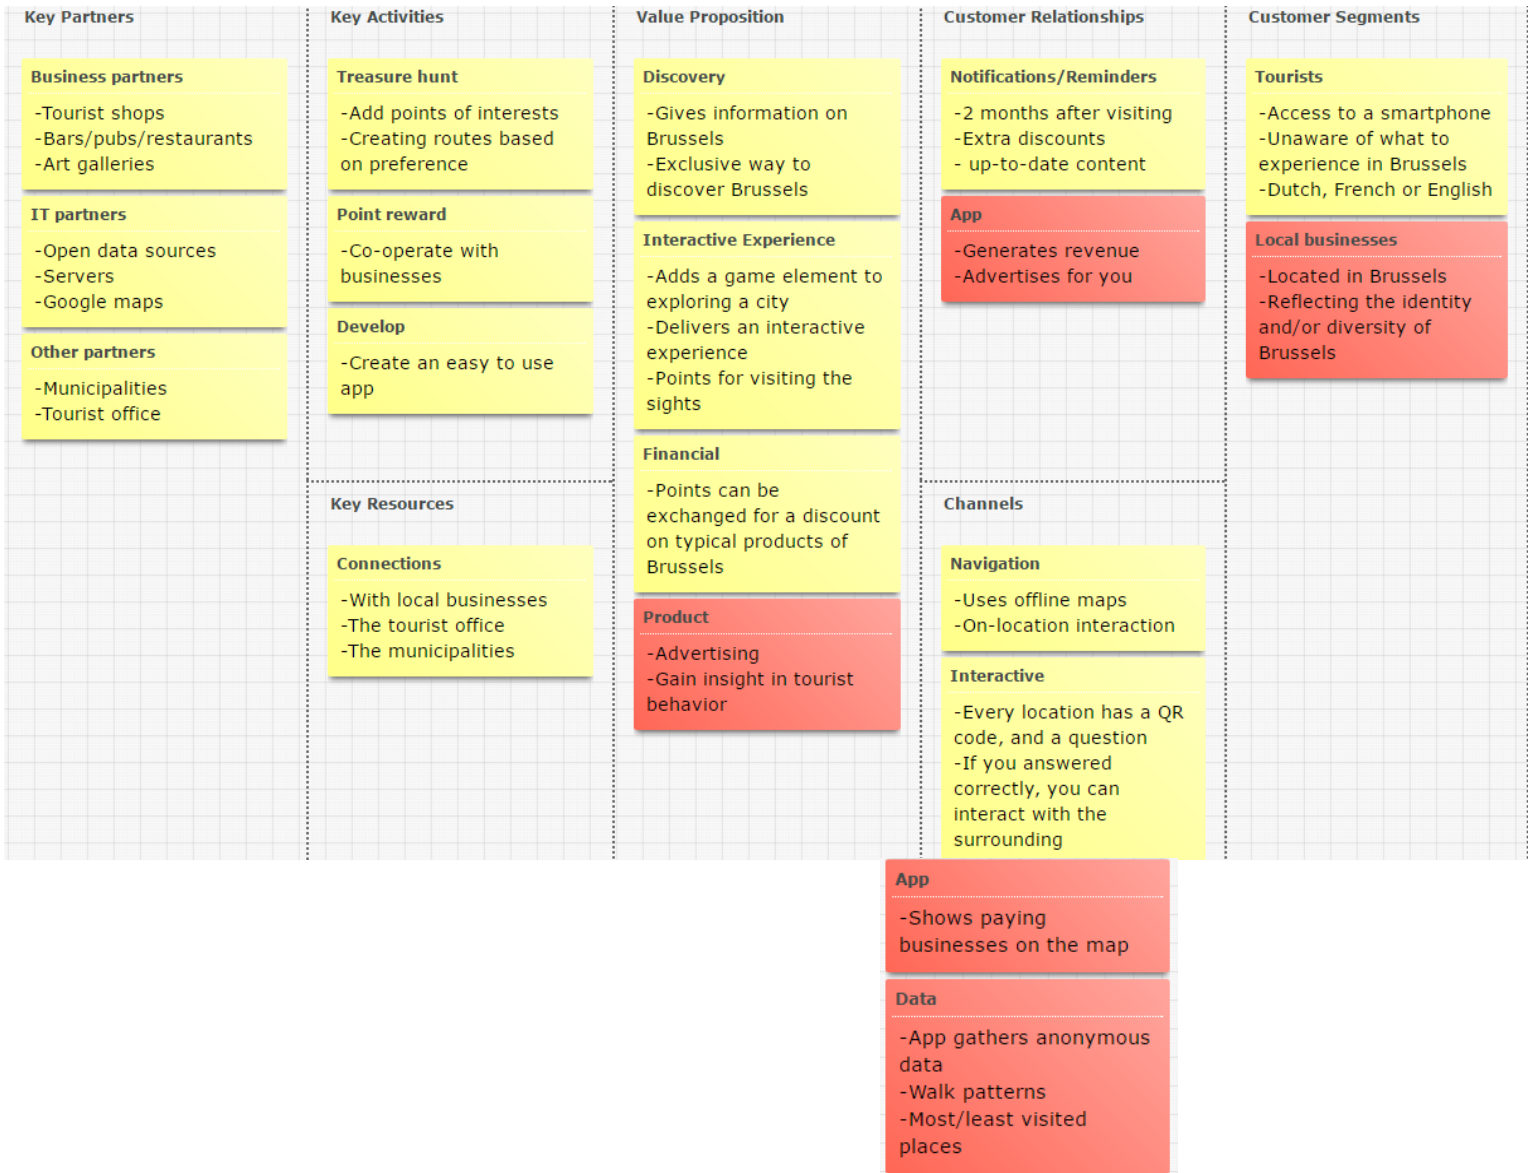 Key Partners
Business partners
-Tourist shops
-Bars/pubs/restaurants
-Art galleries
IT partners
-Open data sources
-Servers
-Google maps
Other partners
-Municipalities
-Tourist office
Key Activities
Treasure hunt
-Add points of interests
-Creating routes based
on preference
Point reward
-Co-operate with
businesses
Develop
-Create an easy to use
app
Key Resources
Connections
-With local businesses
-The tourist office
-The municipalities
Value Proposition
Discovery
-Gives information on
Brussels
-Exclusive way to
discover Brussels
Interactive Experience
-Adds a game element to
exploring a city
-Delivers an interactive
experience
-Points for visiting the
sights
Financial
-Points can be
exchanged for a discount
on typical products of
Brussels
Product
-Advertising
-Gain insight in tourist
behavior
Customer Relationships
Notifications/Reminders
-2 months after visiting
-Extra discounts
- up-to-date content
App
-Generates revenue
-Advertises for you
Channels
Navigation
-Uses offline maps
-On-location interaction
Interactive
-Every location has a QR
code, and a question
-If you answered
correctly, you can
interact with the
surrounding
App
-Shows paying
businesses on the map
Data
-App gathers anonymous
data
-Walk patterns
-Most/least visited
places
Customer Segments
Tourists
-Access to a smartphone
-Unaware of what to
experience in Brussels
-Dutch, French or English
Local businesses
-Located in Brussels
-Reflecting the identity
and/or diversity of
Brussels